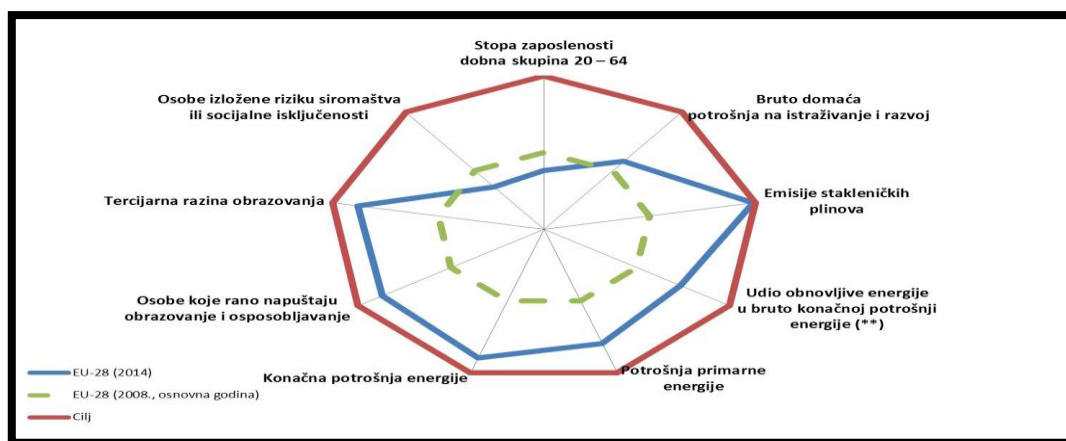 Stopa zaposlenosti
dobna skupina 20 – 64
Bruto domaća
potrošnja na istraživanje i razvoj
Emisije stakleničkih
plinova
Udio obnovljive energije
u bruto konačnoj potrošnji
energije (**)
Potrošnja primarne
energije
Konačna potrošnja energije
Osobe koje rano napuštaju
obrazovanje i osposobljavanje
Tercijarna razina obrazovanja
Osobe izložene riziku siromaštva
ili socijalne isključenosti
EU-28 (2014)
EU-28 (2008., osnovna godina)
Cilj